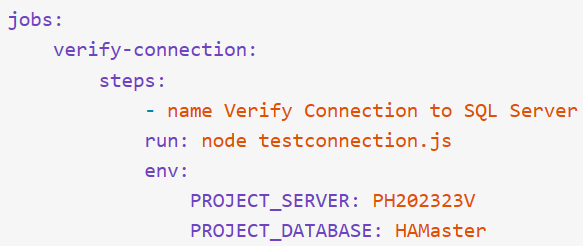 jobs:
verify-connection:
steps:
- name Verify Connection to SQL Server
run: node testconnection.js
env:
PROJECT_SERVER: PH202323V
PROJECT_DATABASE: HAMaster